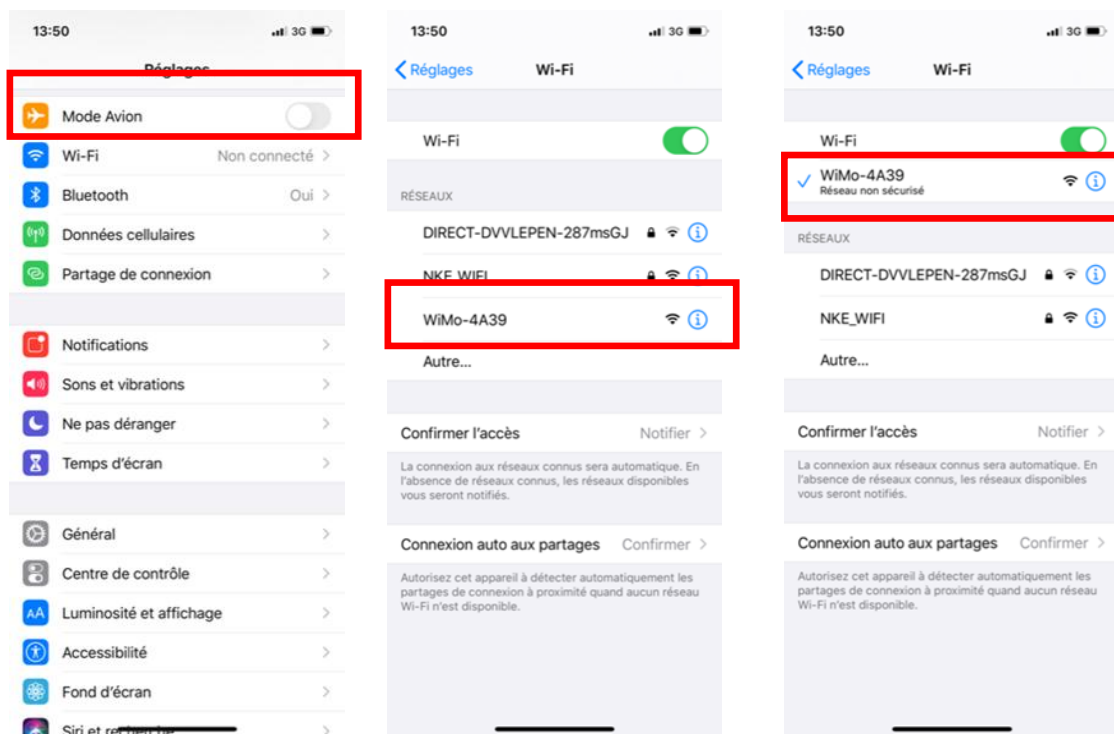 13:50
3G
Réglages
Mode Avion
Wi-Fi Non connecté
Bluetooth Oui
Données cellulaires
Partage de connexion
Notifications
Sons et vibrations
Ne pas déranger
Temps d'écran
Général
Centre de contrôle
AA Luminosité et affichage
Accessibilité
Fond d'écran
Siri et recherche
13:50
3G
Réglages Wi-Fi
Wi-Fi
RÉSEAUX
DIRECT-DVVLEPEN-287msGJ
NKE_WIFI
WiMo-4A39
Autre...
Confirmer l'accès Notifier
La connexion aux réseaux connus sera automatique. En
l'absence de réseaux connus, les réseaux disponibles
vous seront notifiés.
Connexion auto aux partages Confirmer
Autorisez cet appareil à détecter automatiquement les
partages de connexion à proximité quand aucun réseau
Wi-Fi n'est disponible.
13:50
3G
Réglages Wi-Fi
Wi-Fi
WiMo-4A39
Réseau non sécurisé
RÉSEAUX
DIRECT-DVVLEPEN-287msGJ
NKE_WIFI
Autre...
Confirmer l'accès Notifier
La connexion aux réseaux connus sera automatique. En
l'absence de réseaux connus, les réseaux disponibles
vous seront notifiés.
Connexion auto aux partages Confirmer
Autorisez cet appareil à détecter automatiquement les
partages de connexion à proximité quand aucun réseau
Wi-Fi n'est disponible.